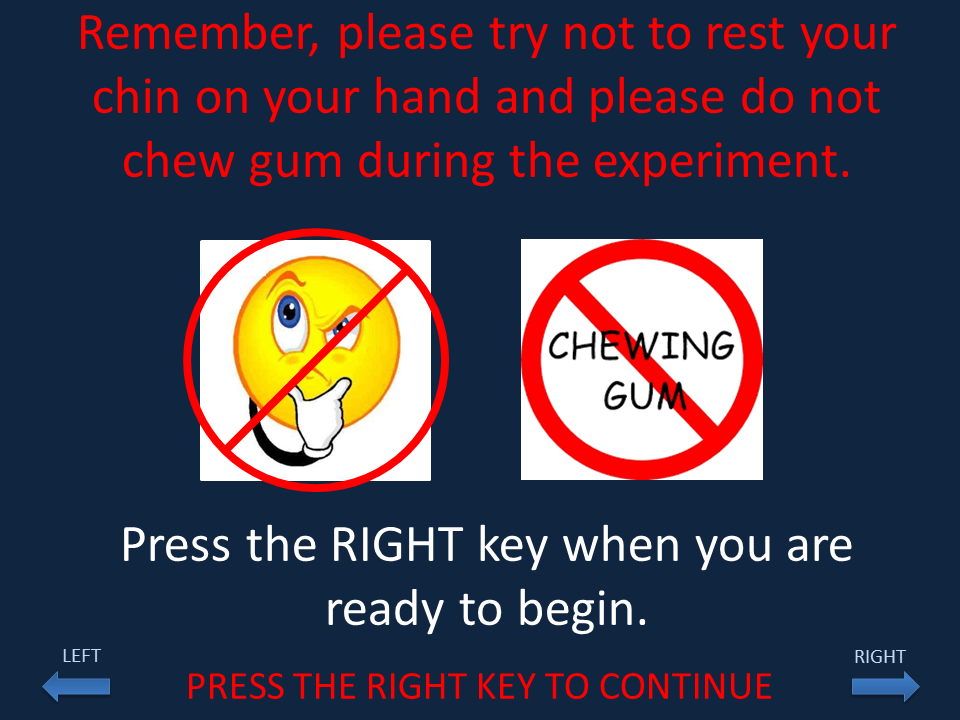 Remember, please try not to rest your
chin on your hand and please do not
chew gum during the experiment.
CHEWING
GUM
Press the RIGHT key when you are
ready to begin.
LEFT
RIGHT
PRESS THE RIGHT KEY TO CONTINUE